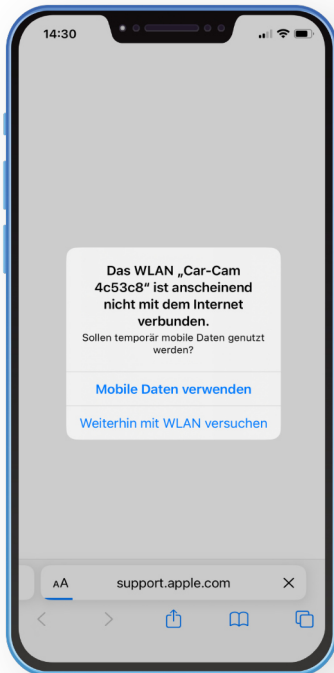 14:30
Das WLAN „Car-Cam
4c53c8“ ist anscheinend
nicht mit dem Internet
verbunden.
Sollen temporär mobile Daten genutzt
werden?
Mobile Daten verwenden
Weiterhin mit WLAN versuchen
AA support.apple.com